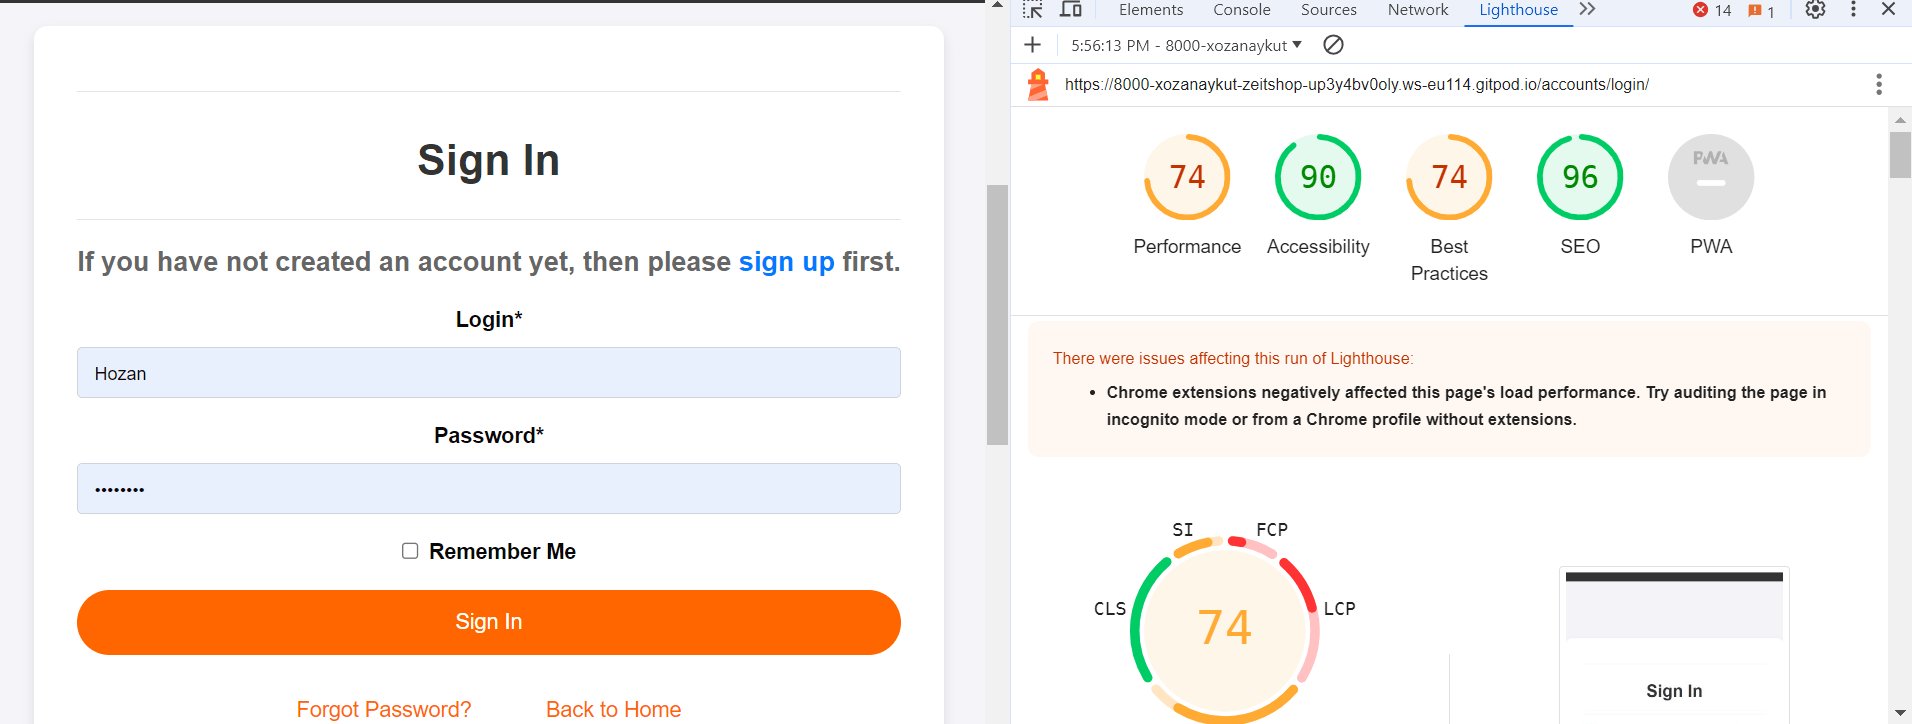 Sign In
If you have not created an account yet, then please sign up first.
Login*
Hozan
Password*
••••••••
Remember Me
Sign In
Forgot Password? Back to Home
Elements Console Sources Network Lighthouse 14 1
5:56:13 PM - 8000-xozanaykut
https://8000-xozanaykut-zeitshop-up3y4bv0oly.ws-eu114.gitpod.io/accounts/login/
74 90 74 96 PWA
Performance Accessibility Best Practices SEO PWA
There were issues affecting this run of Lighthouse:
• Chrome extensions negatively affected this page's load performance. Try auditing the page in
incognito mode or from a Chrome profile without extensions.
SI FCP
CLS LCP
74
Sign In